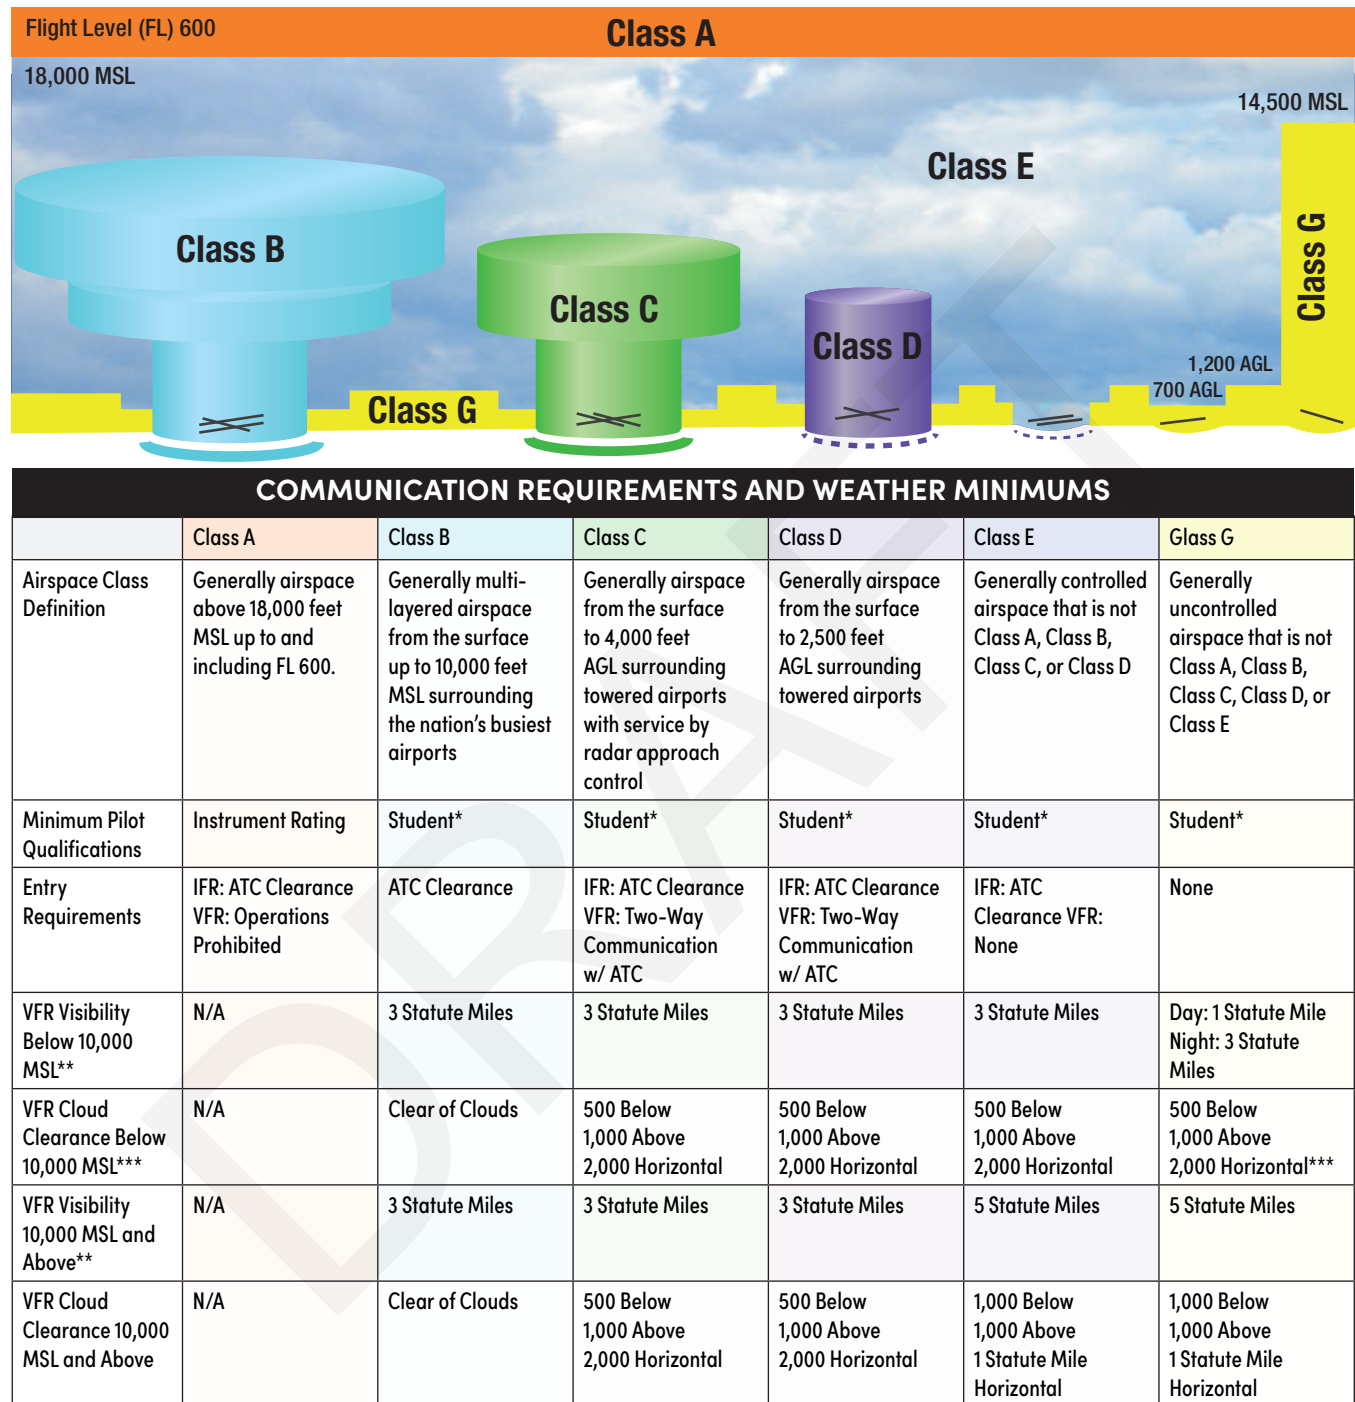 Flight Level (FL) 600
Class A
18,000 MSL
14,500 MSL
Class E
Class B
Class G
Class C
Class D
1,200 AGL
700 AGL
Class G
COMMUNICATION REQUIREMENTS AND WEATHER MINIMUMS
Class A
Class B
Class C
Class D
Class E
Glass G
Airspace Class
Definition
Generally airspace
above 18,000 feet
MSL up to and
including FL 600.
Generally multi-
layered airspace
from the surface
up to 10,000 feet
MSL surrounding
the nation’s busiest
airports
Generally airspace
from the surface
to 4,000 feet
AGL surrounding
towered airports
with service by
radar approach
control
Generally airspace
from the surface
to 2,500 feet
AGL surrounding
towered airports
Generally controlled
airspace that is not
Class A, Class B,
Class C, or Class D
Generally
uncontrolled
airspace that is not
Class A, Class B,
Class C, Class D, or
Class E
Minimum Pilot
Qualifications
Instrument Rating
Student*
Student*
Student*
Student*
Student*
Entry
Requirements
IFR: ATC Clearance
VFR: Operations
Prohibited
ATC Clearance
IFR: ATC Clearance
VFR: Two-Way
Communication
w/ ATC
IFR: ATC Clearance
VFR: Two-Way
Communication
w/ ATC
IFR: ATC
Clearance VFR:
None
None
VFR Visibility
Below 10,000
MSL**
N/A
3 Statute Miles
3 Statute Miles
3 Statute Miles
3 Statute Miles
Day: 1 Statute Mile
Night: 3 Statute
Miles
VFR Cloud
Clearance Below
10,000 MSL***
N/A
Clear of Clouds
500 Below
1,000 Above
2,000 Horizontal
500 Below
1,000 Above
2,000 Horizontal
500 Below
1,000 Above
2,000 Horizontal
500 Below
1,000 Above
2,000 Horizontal***
VFR Visibility
10,000 MSL and
Above**
N/A
3 Statute Miles
3 Statute Miles
3 Statute Miles
5 Statute Miles
5 Statute Miles
VFR Cloud
Clearance 10,000
MSL and Above
N/A
Clear of Clouds
500 Below
1,000 Above
2,000 Horizontal
500 Below
1,000 Above
2,000 Horizontal
1,000 Below
1,000 Above
1 Statute Mile
Horizontal
1,000 Below
1,000 Above
1 Statute Mile
Horizontal
DRAFT